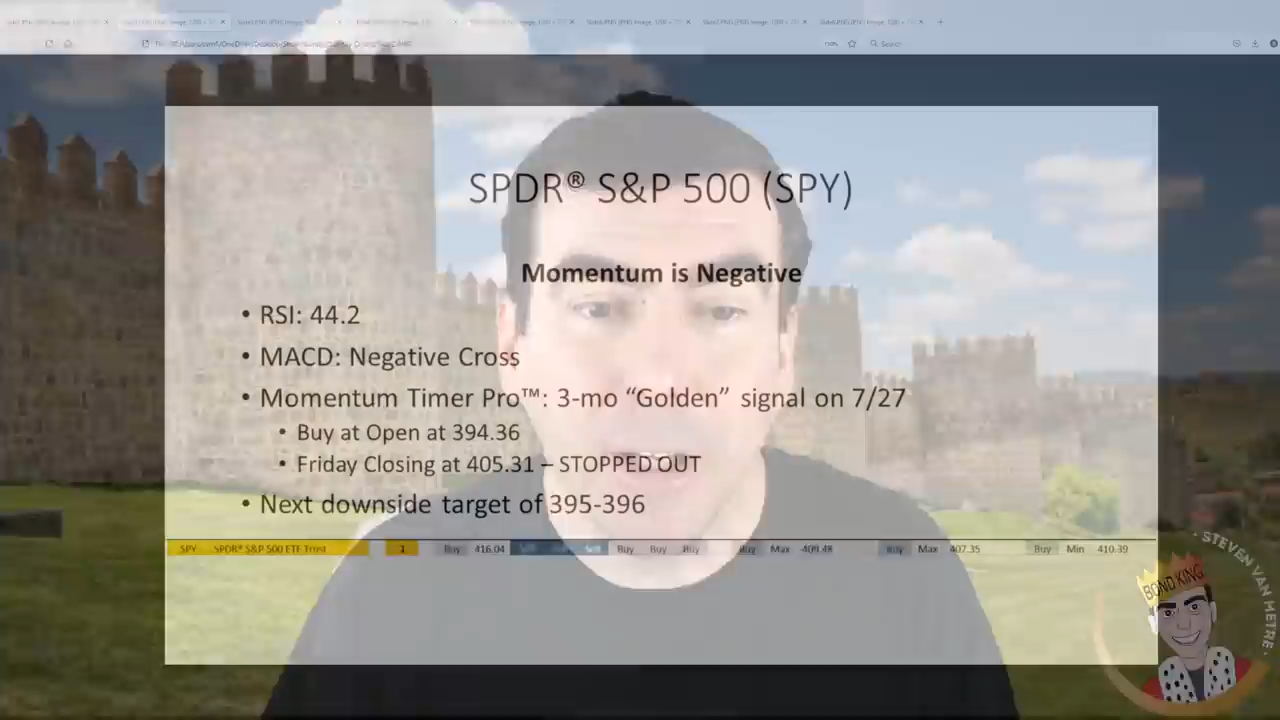 Search
SPDR® S&P 500 (SPY)
Momentum is Negative
• RSI: 44.2
• MACD: Negative Cross
• Momentum Timer Pro™: 3-mo “Golden” signal on 7/27
• Buy at Open at 394.36
• Friday Closing at 405.31 – STOPPED OUT
• Next downside target of 395-396
SPY SPDR® S&P 500 ETF Trust 1 Buy 416.04 Buy Buy Buy Buy Max 409.48 Buy Max 407.35 Buy Min 410.39
BOND KING
· STEVEN VAN METRE ·